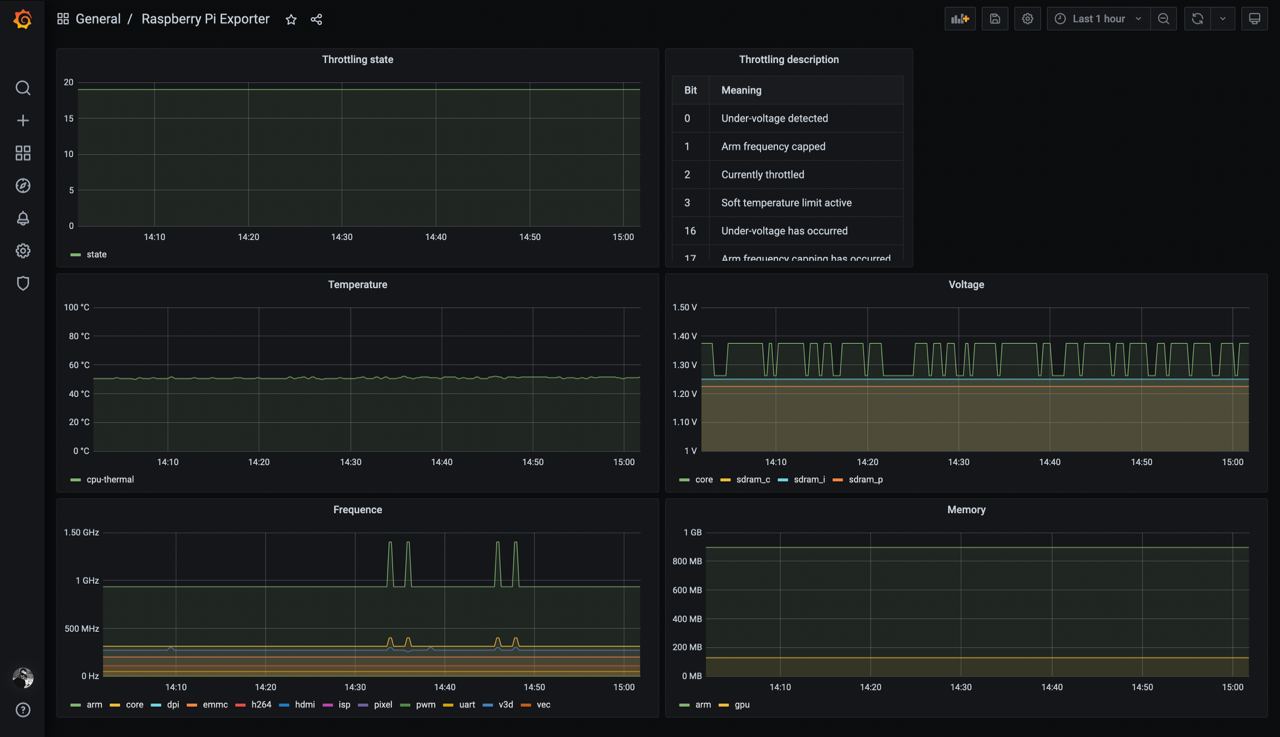 General / Raspberry Pi Exporter
Last 1 hour
Throttling state
20
15
10
5
0
14:10 14:20 14:30 14:40 14:50 15:00
state
Throttling description
Bit Meaning
0 Under-voltage detected
1 Arm frequency capped
2 Currently throttled
3 Soft temperature limit active
16 Under-voltage has occurred
17 Arm frequency capping has occurred
Temperature
100 °C
80 °C
60 °C
40 °C
20 °C
0 °C
14:10 14:20 14:30 14:40 14:50 15:00
cpu-thermal
Voltage
1.50 V
1.40 V
1.30 V
1.20 V
1.10 V
1 V
14:10 14:20 14:30 14:40 14:50 15:00
core sdram_c sdram_i sdram_p
Frequence
1.50 GHz
1 GHz
500 MHz
0 Hz
14:10 14:20 14:30 14:40 14:50 15:00
arm core dpi emmc h264 hdmi isp pixel pwm uart v3d vec
Memory
1 GB
800 MB
600 MB
400 MB
200 MB
0 MB
14:10 14:20 14:30 14:40 14:50 15:00
arm gpu